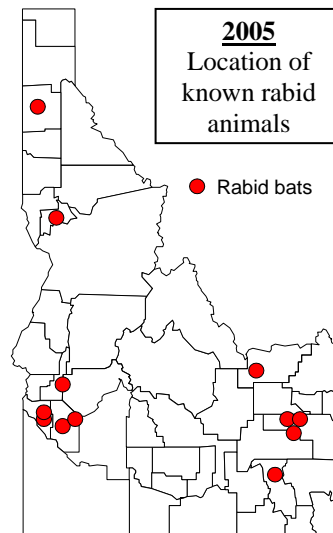 2005
Location of
known rabid
animals
Rabid bats